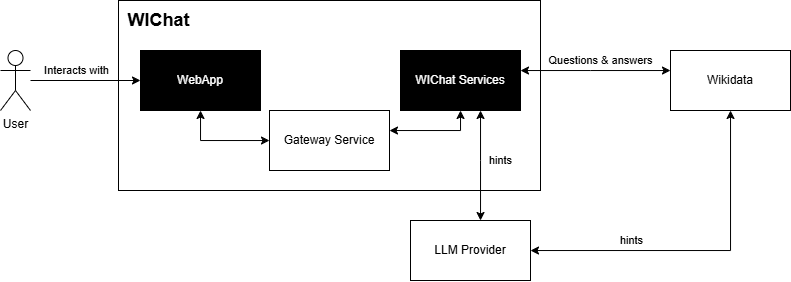 WIChat
Interacts with
WebApp
WIChat Services
Questions & answers
Wikidata
User
Gateway Service
hints
LLM Provider
hints